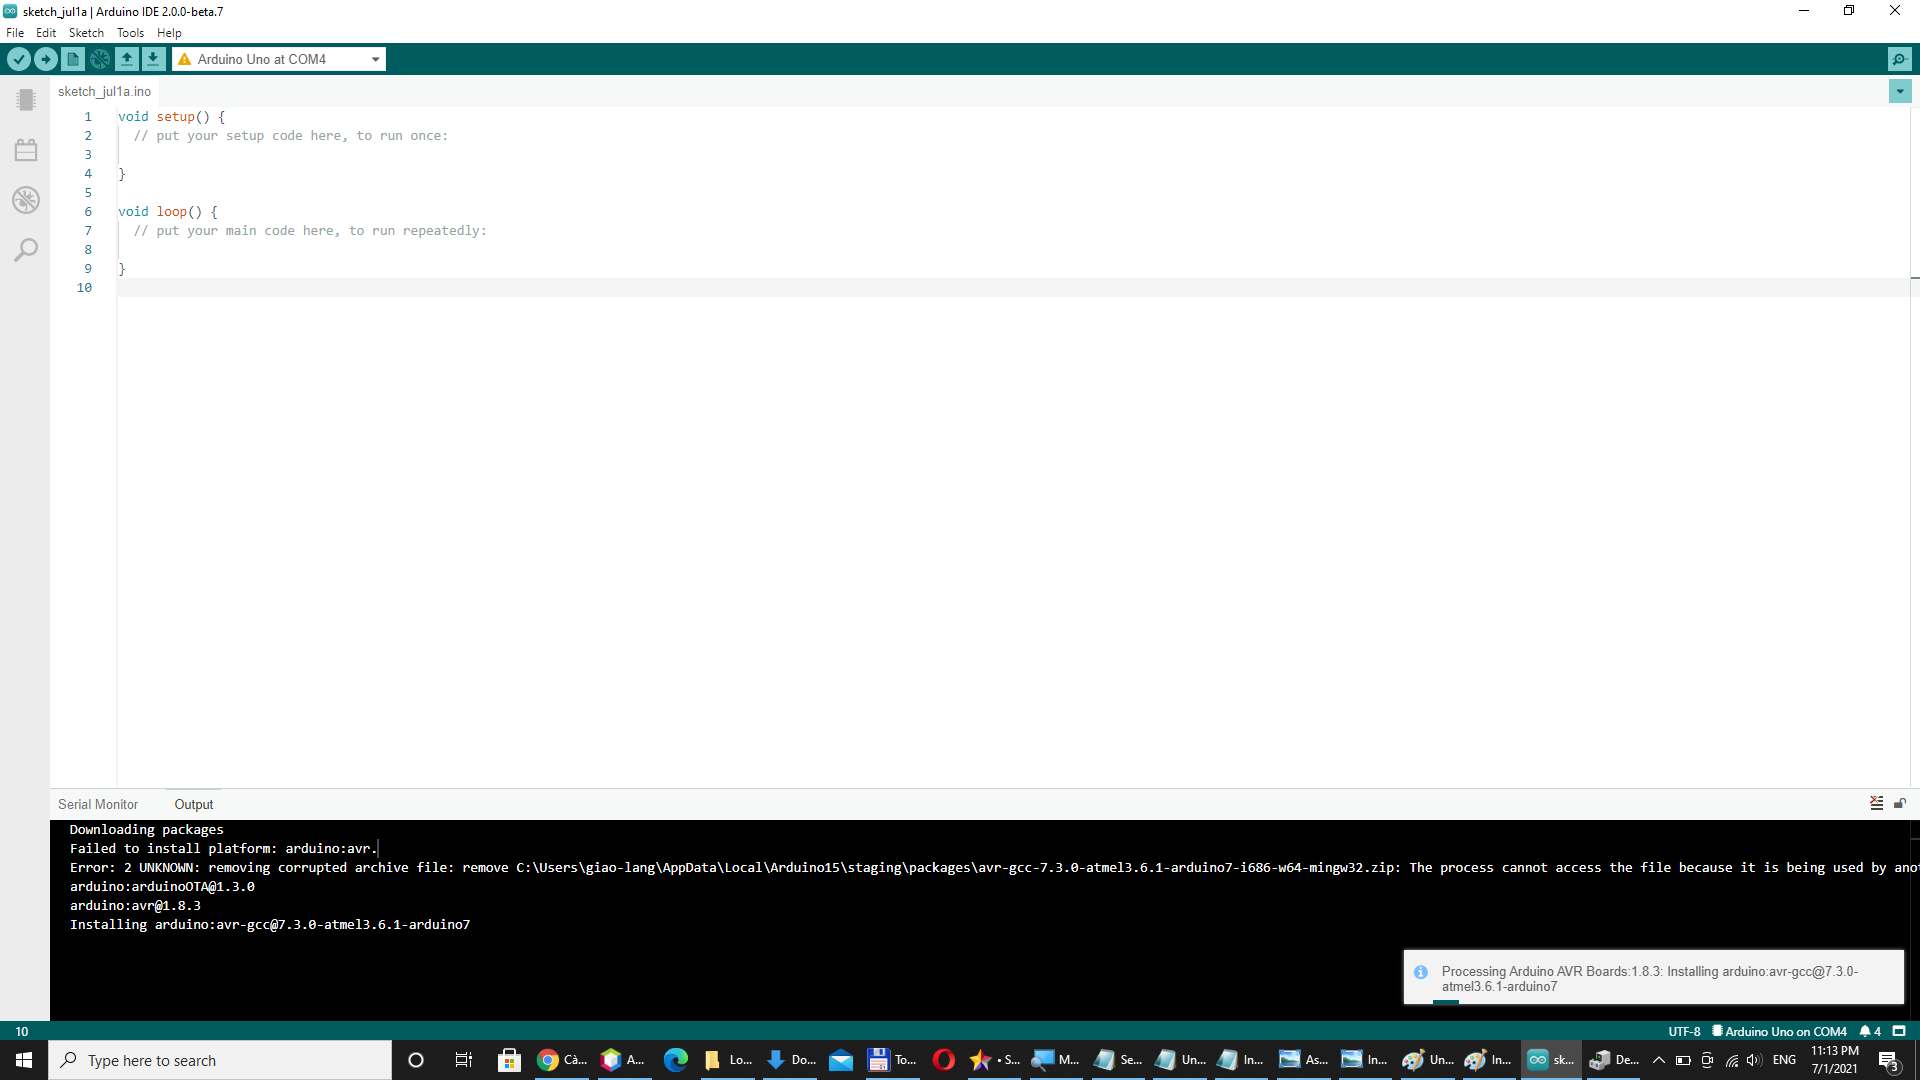 sketch_jul1a | Arduino IDE 2.0.0-beta.7
File Edit Sketch Tools Help
Arduino Uno at COM4
sketch_jul1a.ino
1 void setup() {
2 // put your setup code here, to run once:
3
4 }
5
6 void loop() {
7 // put your main code here, to run repeatedly:
8
9 }
10
Serial Monitor Output
Downloading packages
Failed to install platform: arduino:avr.
Error: 2 UNKNOWN: removing corrupted archive file: remove C:\Users\giao-lang\AppData\Local\Arduino15\staging\packages\avr-gcc-7.3.0-atmel3.6.1-arduino7-i686-w64-mingw32.zip: The process cannot access the file because it is being used by ano
arduino:arduinoOTA@1.3.0
arduino:avr@1.8.3
Installing arduino:avr-gcc@7.3.0-atmel3.6.1-arduino7
Processing Arduino AVR Boards:1.8.3: Installing arduino:avr-gcc@7.3.0-
atmel3.6.1-arduino7
10 UTF-8 Arduino Uno on COM4 4
Type here to search Cà... A... Lo... Do... To... • S... M... Se... Un... In... As... In... Un... In... sk... De... ENG 11:13 PM 3
7/1/2021